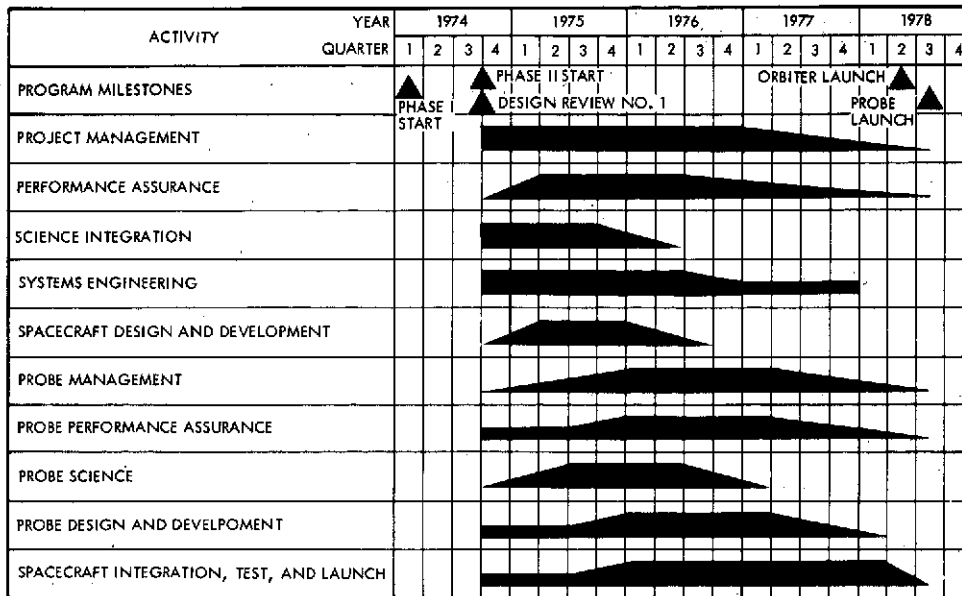 ACTIVITY
YEAR 1974 1975 1976 1977 1978
QUARTER 1 2 3 4 1 2 3 4 1 2 3 4 1 2 3 4 1 2 3 4
PROGRAM MILESTONES
PHASE I
START
PHASE II START
DESIGN REVIEW NO. 1
ORBITER LAUNCH
PROBE
LAUNCH
PROJECT MANAGEMENT
PERFORMANCE ASSURANCE
SCIENCE INTEGRATION
SYSTEMS ENGINEERING
SPACECRAFT DESIGN AND DEVELOPMENT
PROBE MANAGEMENT
PROBE PERFORMANCE ASSURANCE
PROBE SCIENCE
PROBE DESIGN AND DEVELPOMENT
SPACECRAFT INTEGRATION, TEST, AND LAUNCH